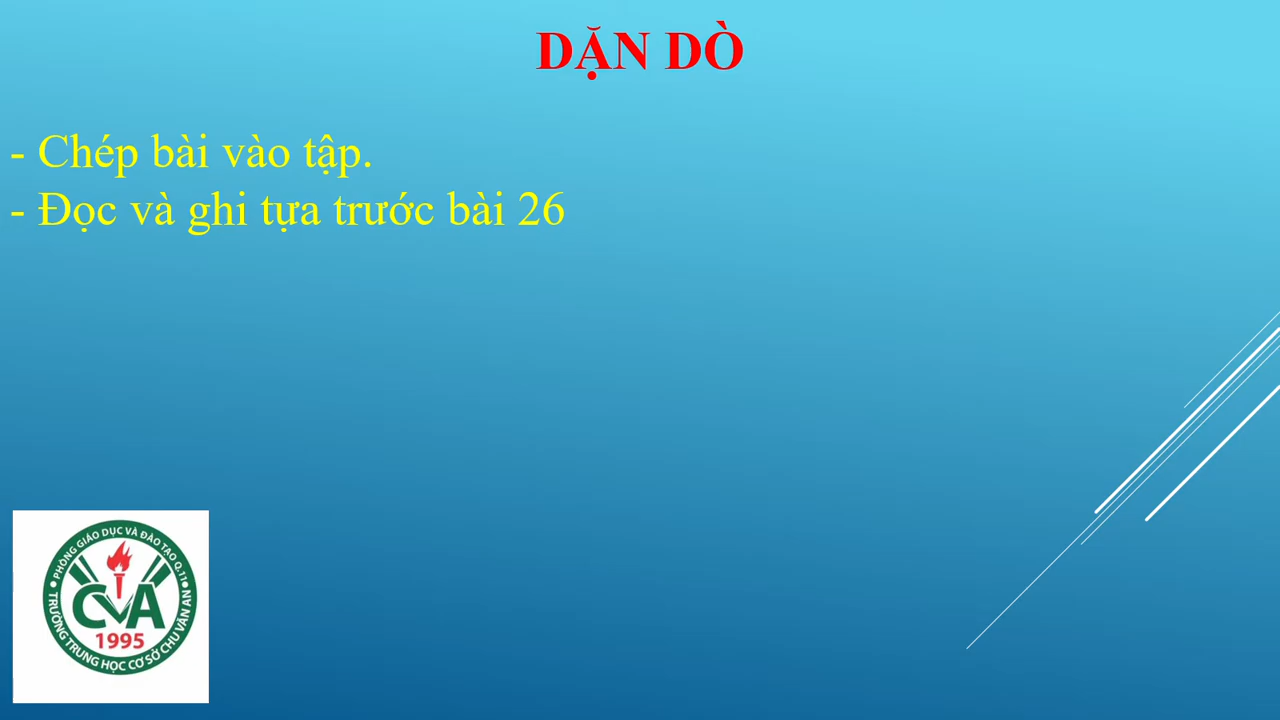 DẶN DÒ
- Chép bài vào tập.
- Đọc và ghi tựa trước bài 26
PHÒNG GIÁO DỤC VÀ ĐÀO TẠO Q.11
CVA
1995
TRƯỜNG TRUNG HỌC CƠ SỞ CHU VĂN AN